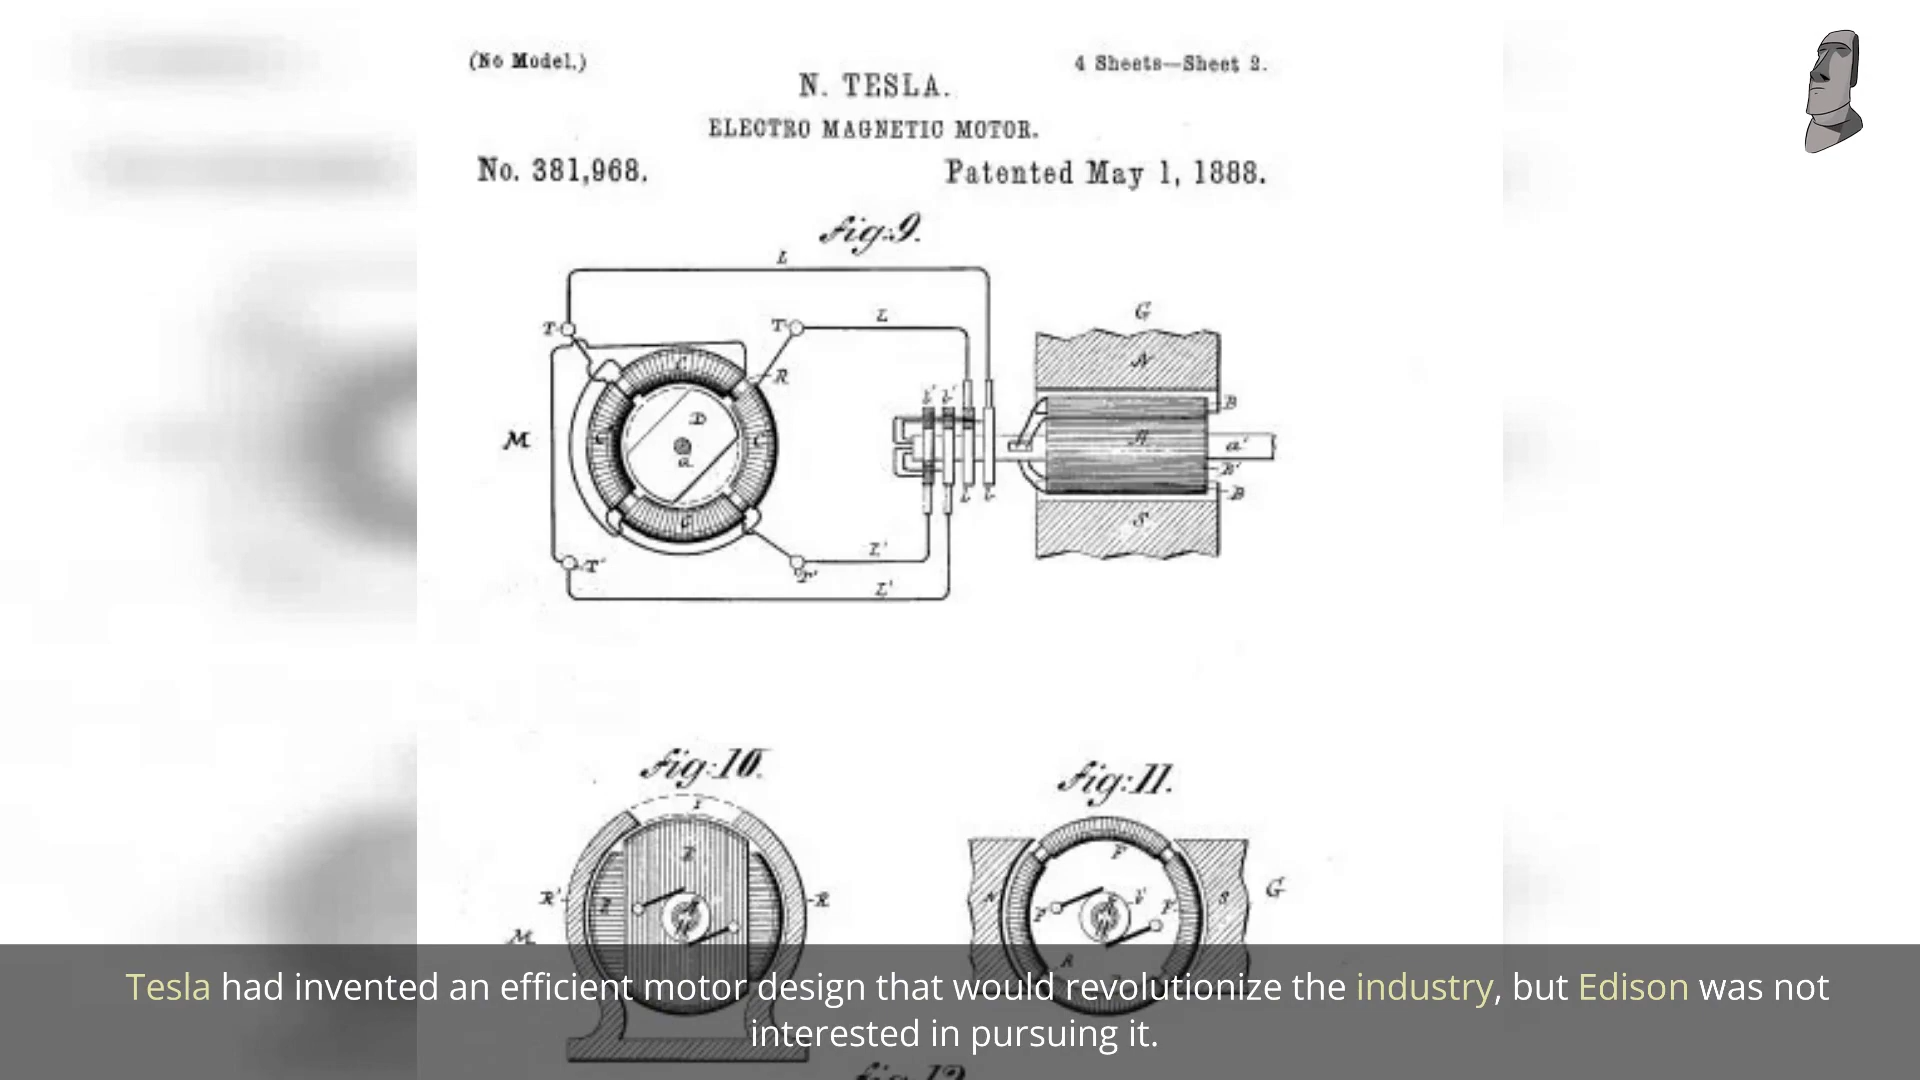 (No Model.)
4 Sheets—Sheet 2.
N. TESLA.
ELECTRO MAGNETIC MOTOR.
No. 381,968.
Patented May 1, 1888.
Fig:9.
L
G
T
T
L
N
R
b' b'
B
C
D
M
C
C
A
a'
a
B'
C
L L
B
S
L'
T'
T'
L'
Fig:10.
Fig:11.
I
F
R'
R
G
N
S
F
F
M
R
Tesla had invented an efficient motor design that would revolutionize the industry, but Edison was not
interested in pursuing it.